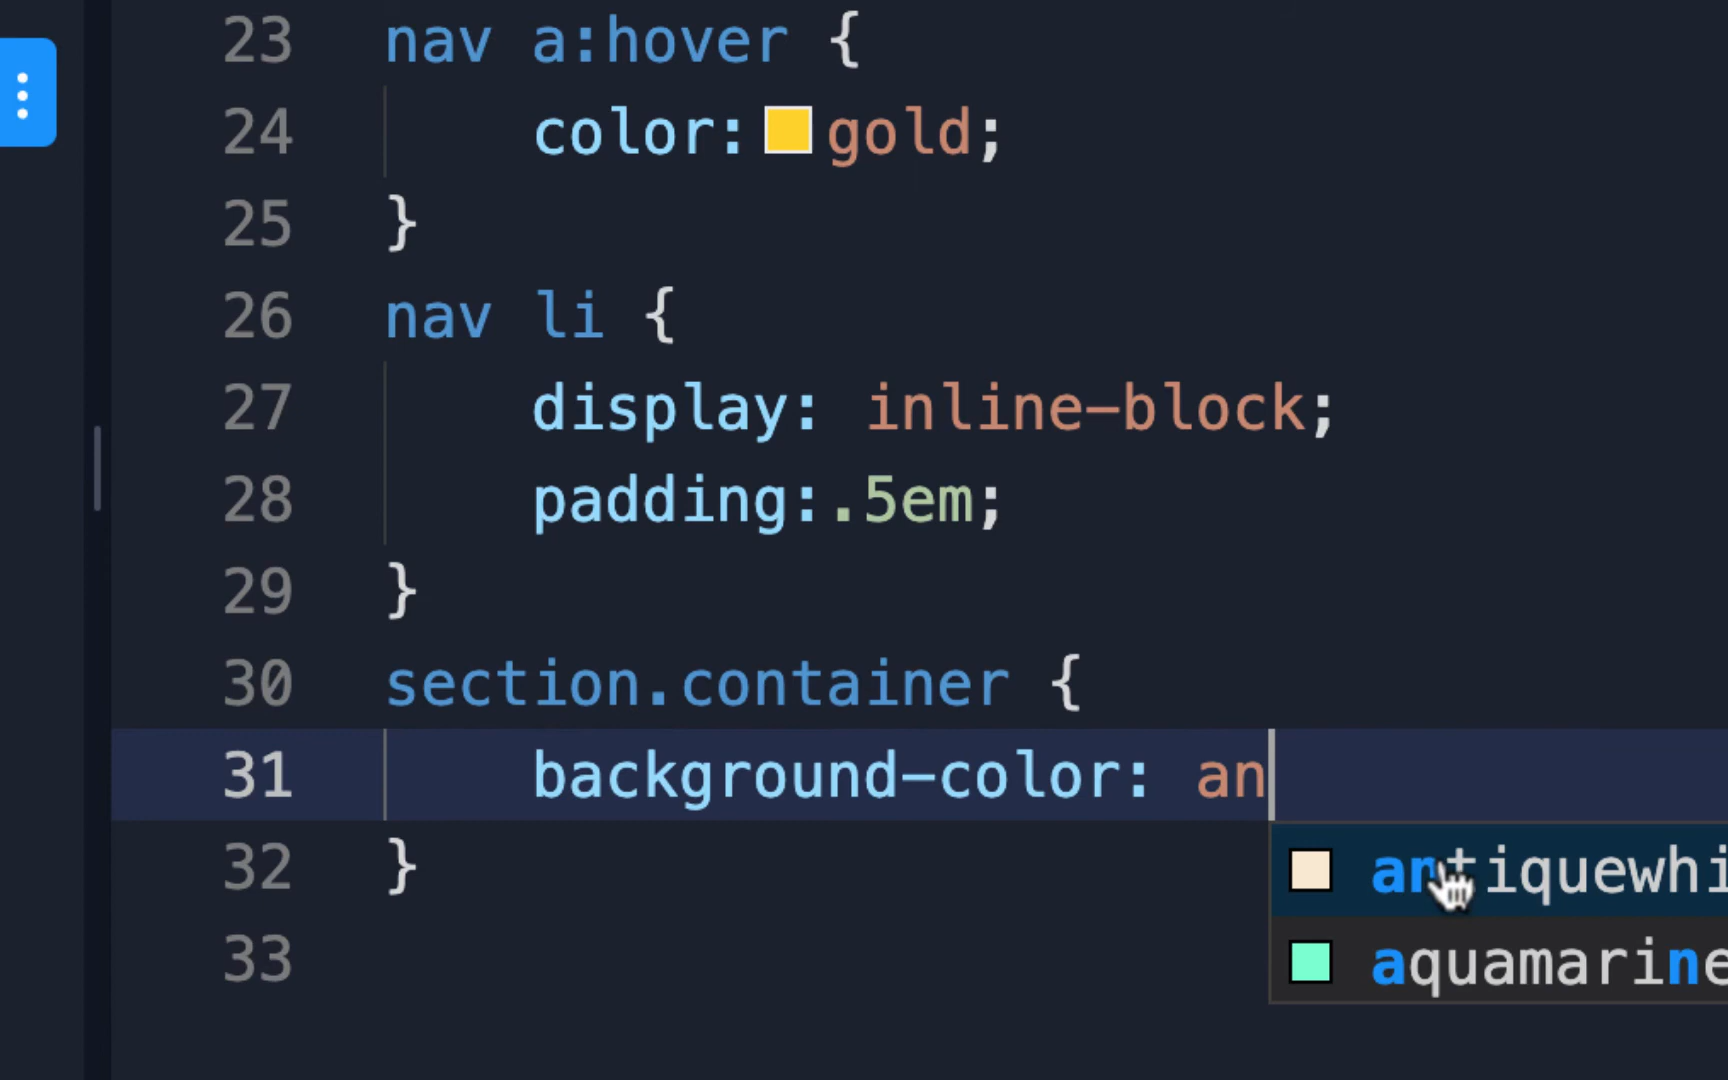 23 nav a:hover {
24 color: gold;
25 }
26 nav li {
27 display: inline-block;
28 padding:.5em;
29 }
30 section.container {
31 background-color: an
antiquewhi
32 }
aquamarine
33